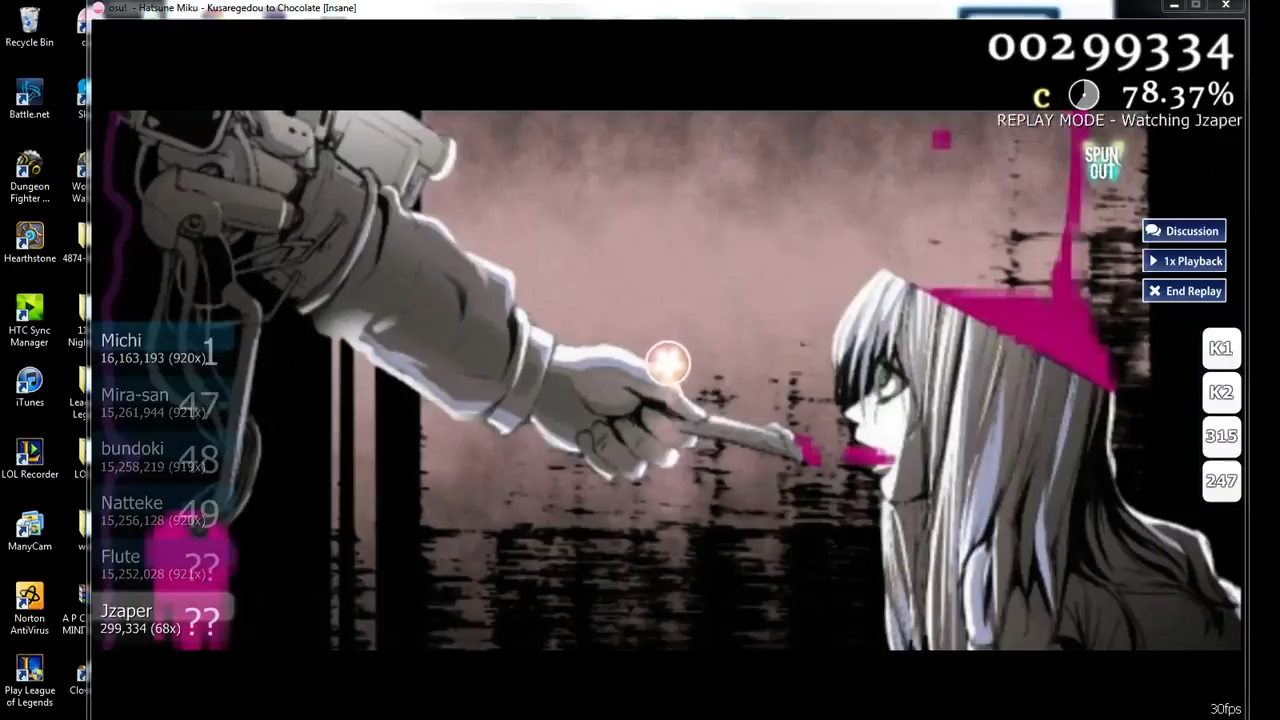 osu! - Hatsune Miku - Kusaregedou to Chocolate [Insane]
00299334
C 78.37%
REPLAY MODE - Watching Jzaper
SPUN OUT
Discussion
1x Playback
End Replay
K1
K2
315
247
Michi 1
16,163,193 (920x)
Mira-san 47
15,261,944 (921x)
bundoki 48
15,258,219 (919x)
Natteke 49
15,256,128 (920x)
Flute ??
15,252,028 (921x)
Jzaper ??
299,334 (68x)
30fps
Recycle Bin
Battle.net
Dungeon
Fighter ...
Hearthstone
4874-
HTC Sync
Manager
iTunes
LOL Recorder
ManyCam
Norton
AntiVirus
A P C
MINIT
Play League
of Legends
Clov